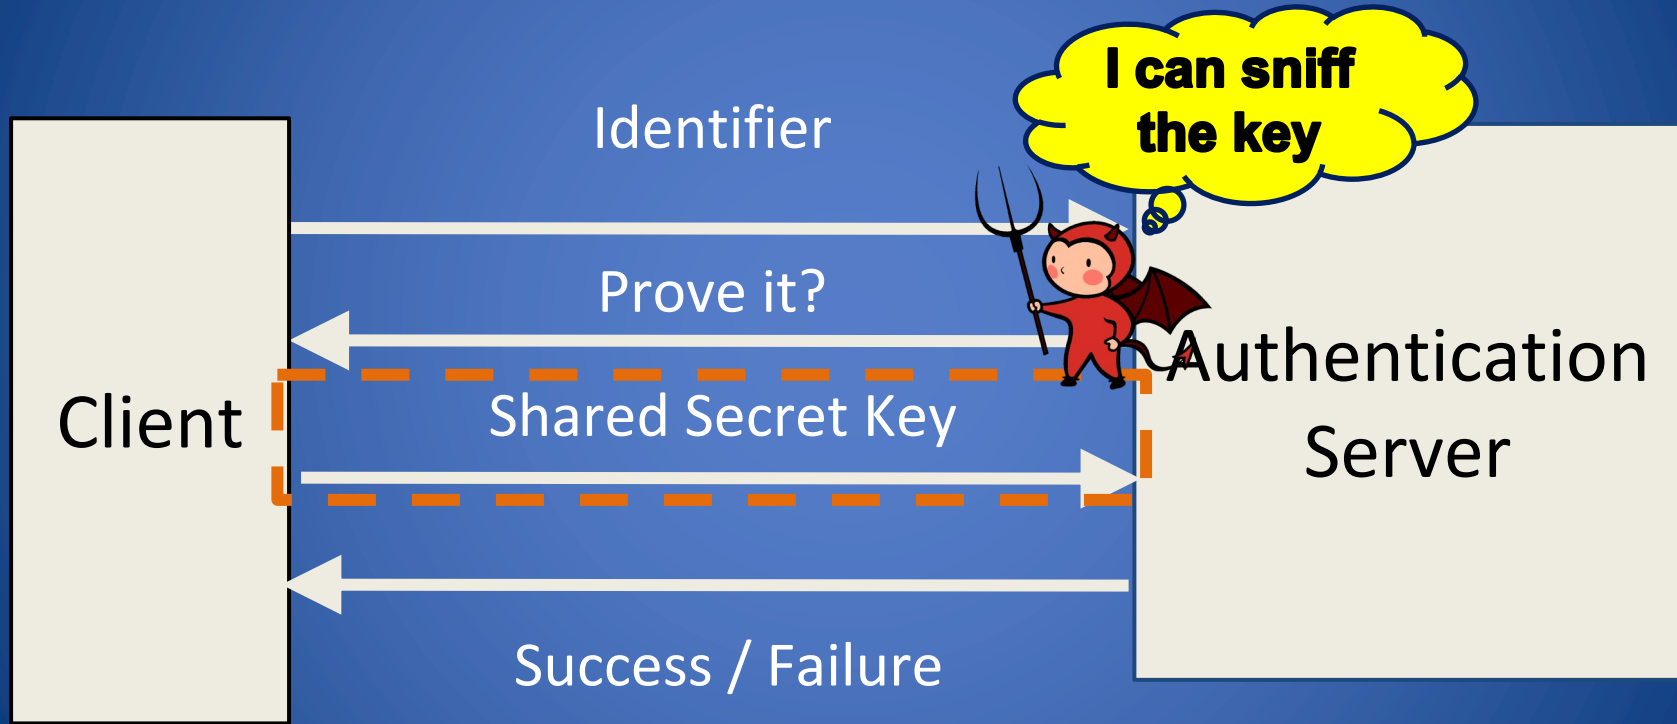 I can sniff
the key
Identifier
Prove it?
Shared Secret Key
Success / Failure
Client
Authentication
Server